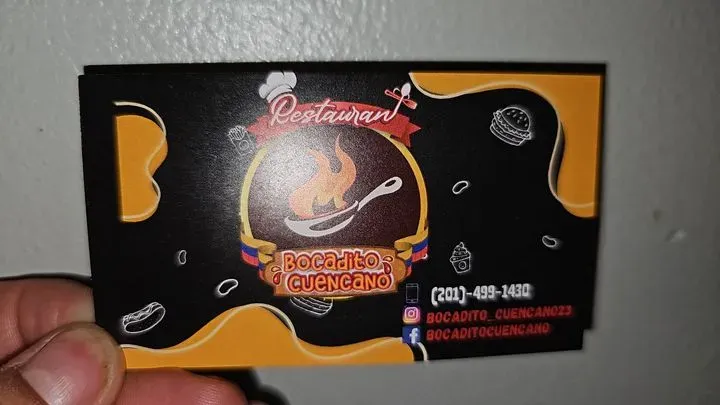 Restaurant
Bocadito
Cuencano
(201)-499-1430
BOCADITO_CUENCANO23
BOCADITOCUENCANO